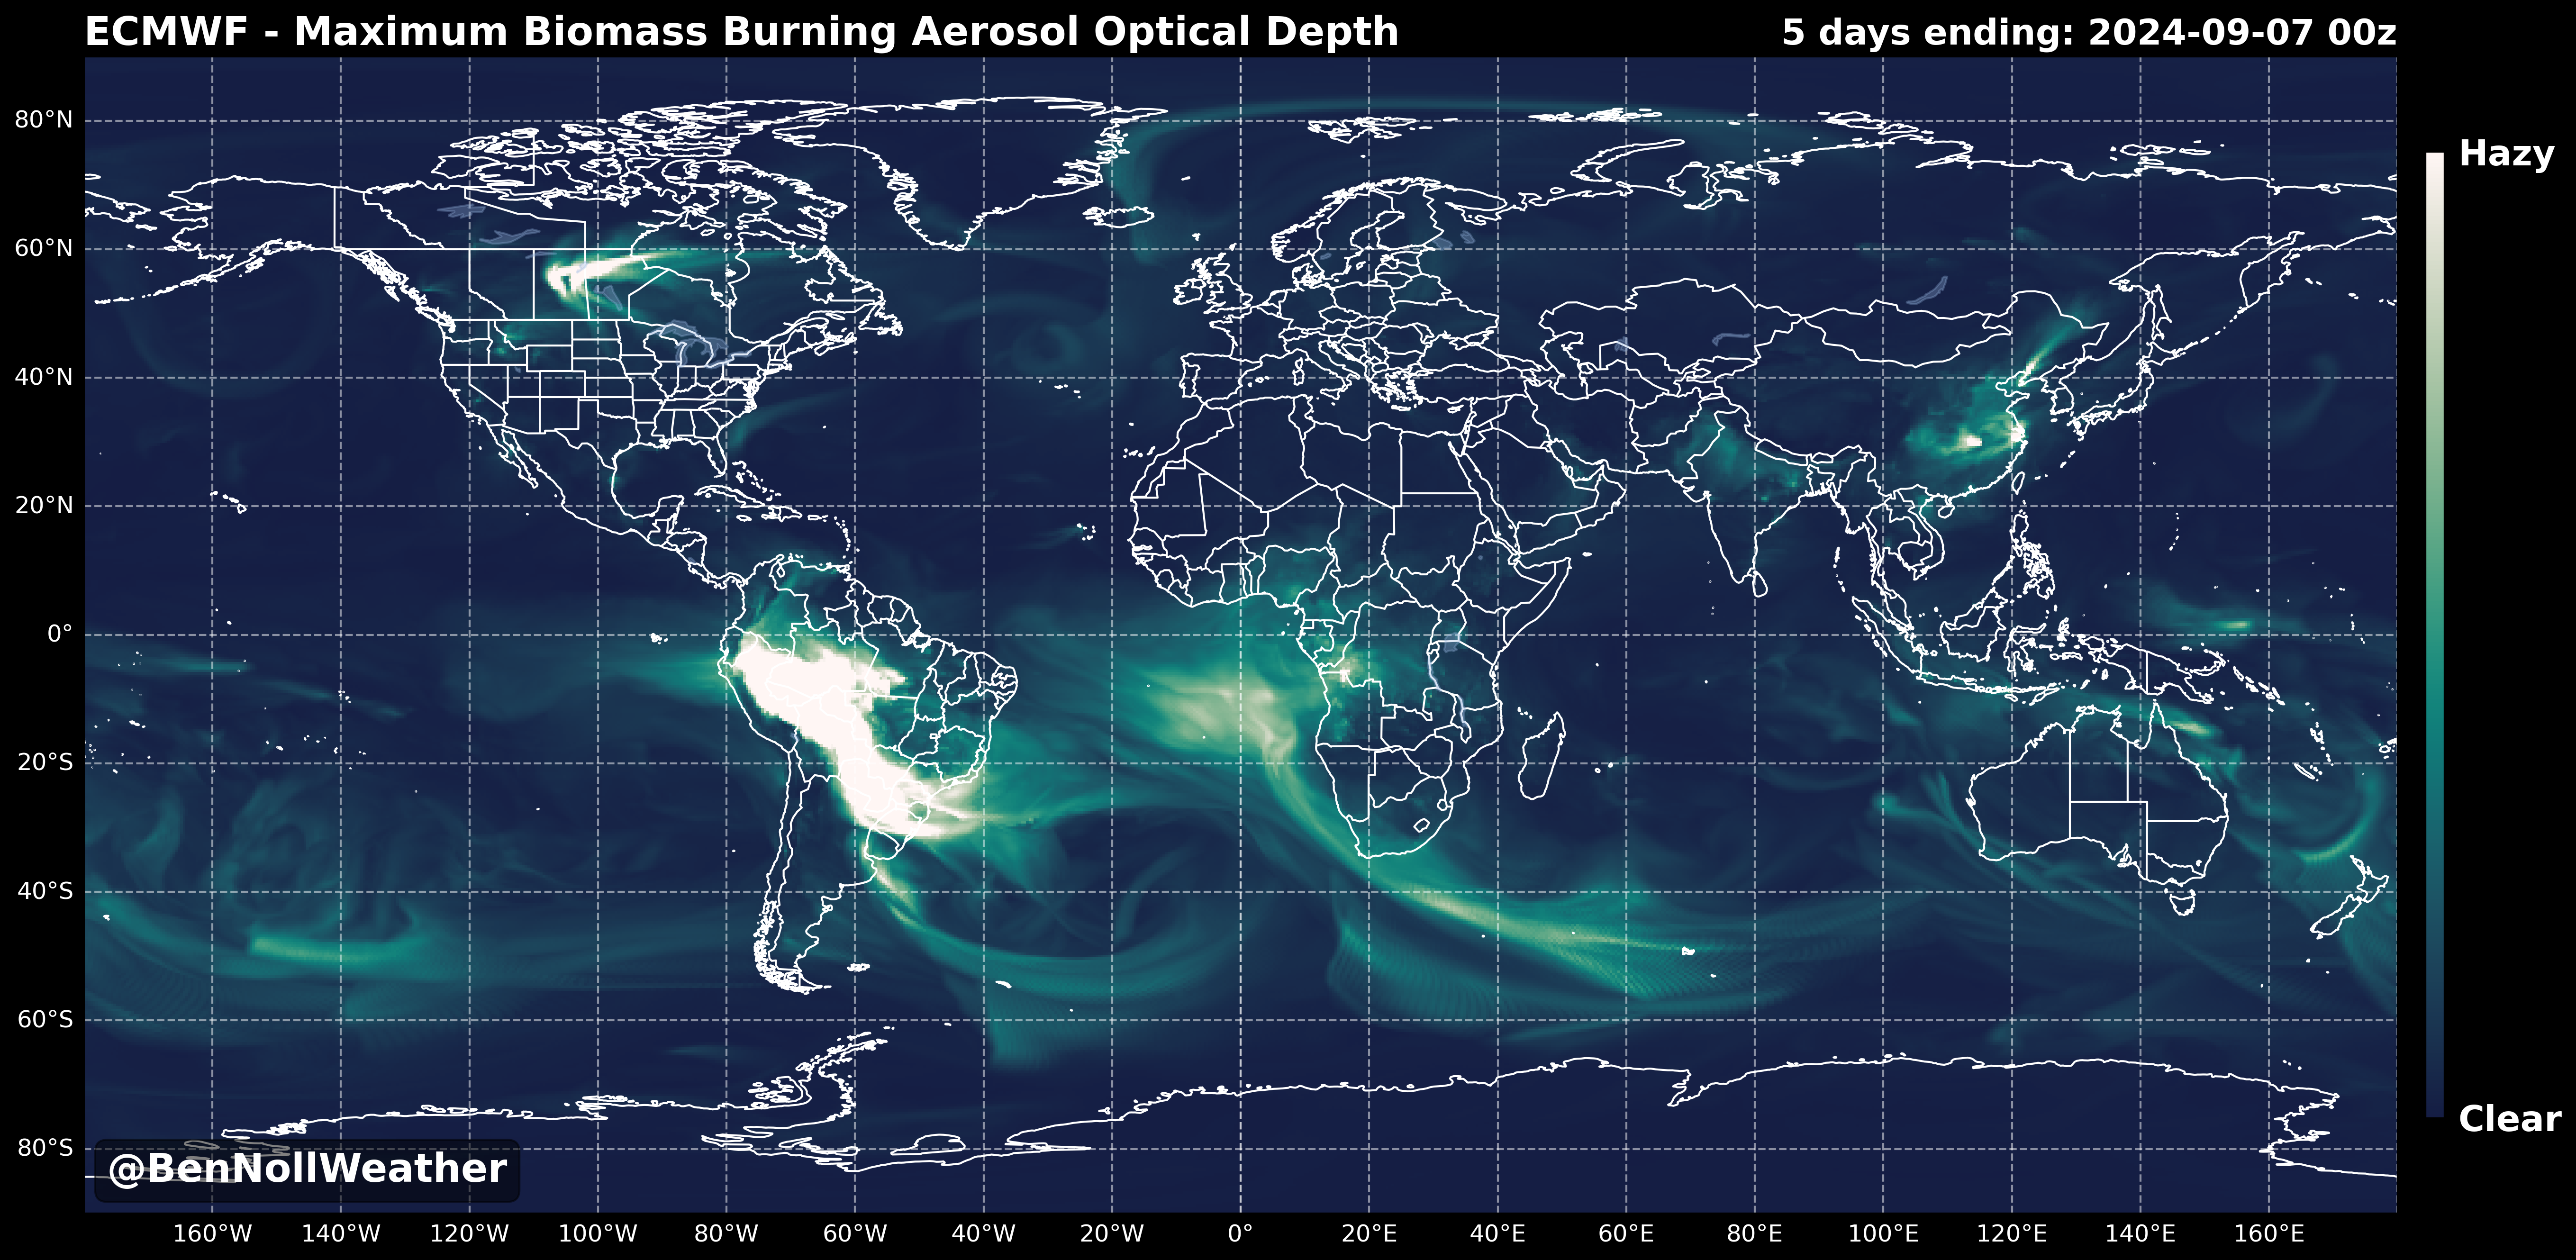 ECMWF - Maximum Biomass Burning Aerosol Optical Depth
5 days ending: 2024-09-07 00z
80°N
60°N
40°N
20°N
0°
20°S
40°S
60°S
80°S
Hazy
Clear
@BenNollWeather
160°W 140°W 120°W 100°W 80°W 60°W 40°W 20°W 0° 20°E 40°E 60°E 80°E 100°E 120°E 140°E 160°E